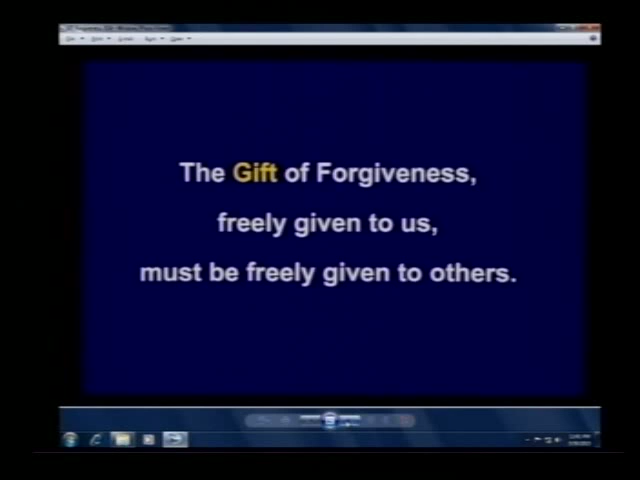 The Gift of Forgiveness,
freely given to us,
must be freely given to others.